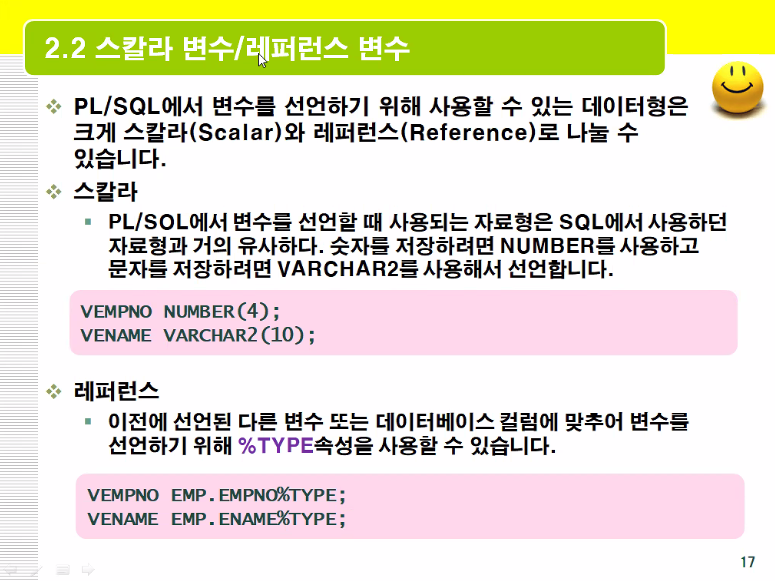 2.2 스칼라 변수/레퍼런스 변수
PL/SQL에서 변수를 선언하기 위해 사용할 수 있는 데이터형은
크게 스칼라(Scalar)와 레퍼런스(Reference)로 나눌 수
있습니다.
스칼라
PL/SQL에서 변수를 선언할 때 사용되는 자료형은 SQL에서 사용하던
자료형과 거의 유사하다. 숫자를 저장하려면 NUMBER를 사용하고
문자를 저장하려면 VARCHAR2를 사용해서 선언합니다.
VEMPNO NUMBER(4);
VENAME VARCHAR2(10);
레퍼런스
이전에 선언된 다른 변수 또는 데이터베이스 컬럼에 맞추어 변수를
선언하기 위해 %TYPE속성을 사용할 수 있습니다.
VEMPNO EMP.EMPNO%TYPE;
VENAME EMP.ENAME%TYPE;
17